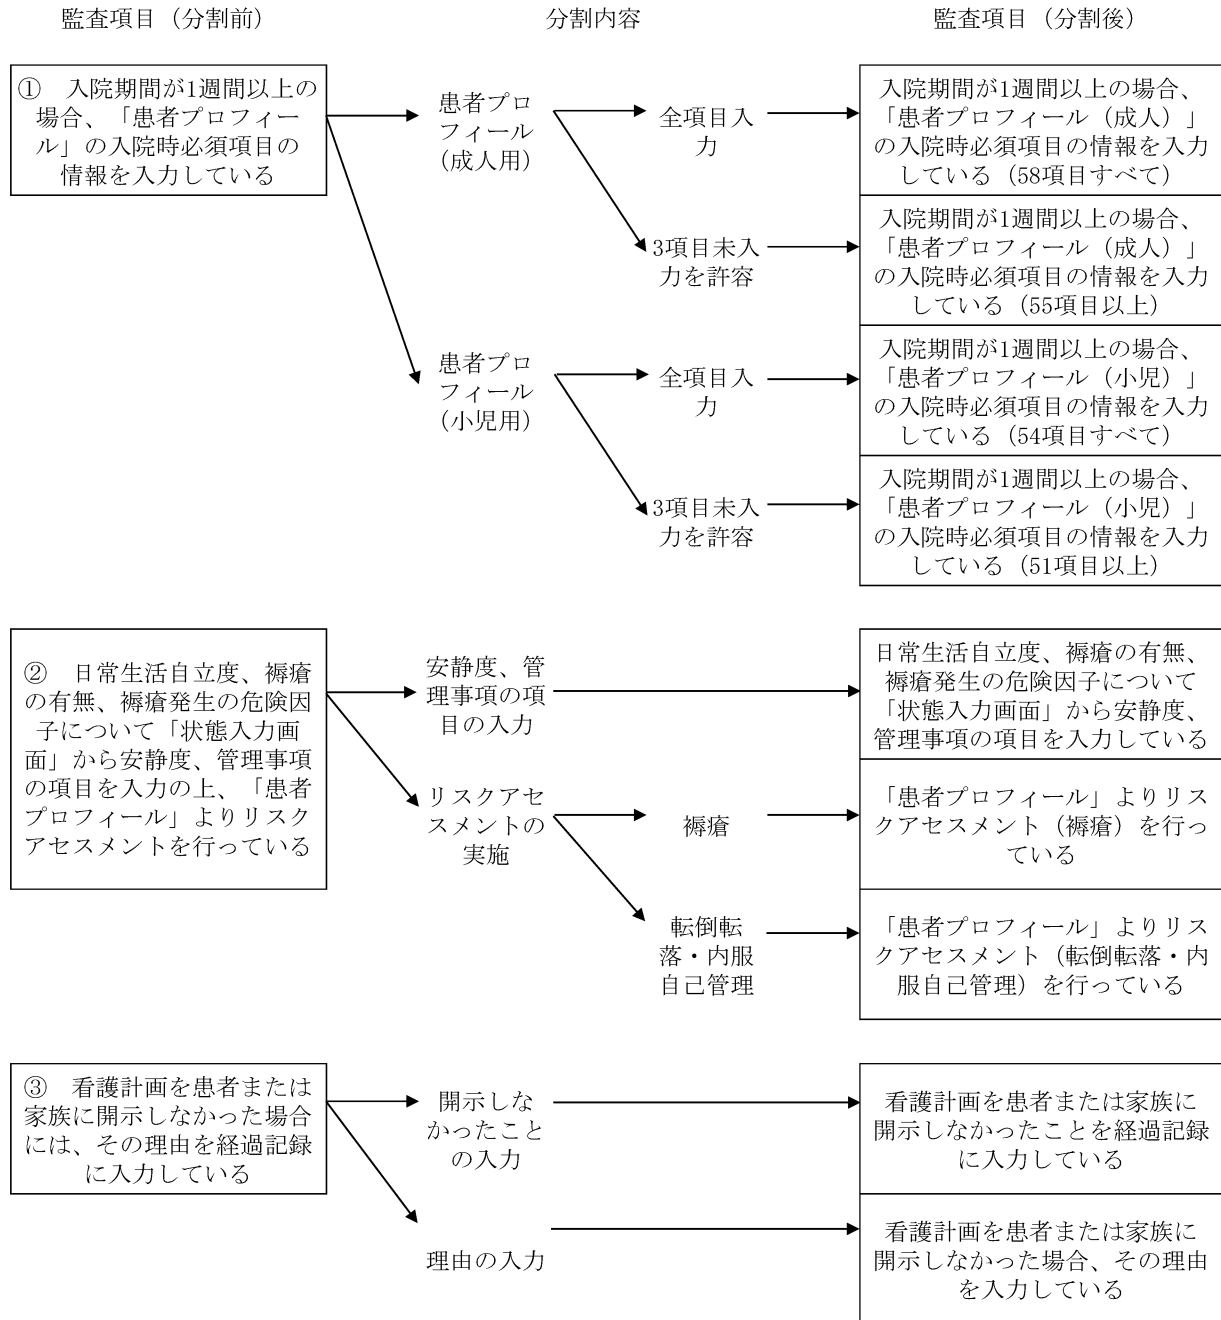 監査項目（分割前）
分割内容
監査項目（分割後）
①　入院期間が1週間以上の
場合、「患者プロフィー
ル」の入院時必須項目の
情報を入力している
患者プロ
フィール
（成人用）
全項目入
力
入院期間が1週間以上の場合、
「患者プロフィール（成人）」
の入院時必須項目の情報を入力
している（58項目すべて）
3項目未入
力を許容
入院期間が1週間以上の場合、
「患者プロフィール（成人）」
の入院時必須項目の情報を入力
している（55項目以上）
患者プロ
フィール
（小児用）
全項目入
力
入院期間が1週間以上の場合、
「患者プロフィール（小児）」
の入院時必須項目の情報を入力
している（54項目すべて）
3項目未入
力を許容
入院期間が1週間以上の場合、
「患者プロフィール（小児）」
の入院時必須項目の情報を入力
している（51項目以上）
②　日常生活自立度、褥瘡
の有無、褥瘡発生の危険因
子について「状態入力画
面」から安静度、管理事項
の項目を入力の上、「患者
プロフィール」よりリスク
アセスメントを行っている
安静度、管
理事項の項
目の入力
日常生活自立度、褥瘡の有無、
褥瘡発生の危険因子について
「状態入力画面」から安静度、
管理事項の項目を入力している
リスクアセ
スメントの
実施
褥瘡
「患者プロフィール」よりリス
クアセスメント（褥瘡）を行っ
ている
転倒転
落・内服
自己管理
「患者プロフィール」よりリス
クアセスメント（転倒転落・内
服自己管理）を行っている
③　看護計画を患者または
家族に開示しなかった場合
には、その理由を経過記録
に入力している
開示しな
かったこと
の入力
看護計画を患者または家族に
開示しなかったことを経過記録
に入力している
理由の入力
看護計画を患者または家族に
開示しなかった場合、その理由
を入力している